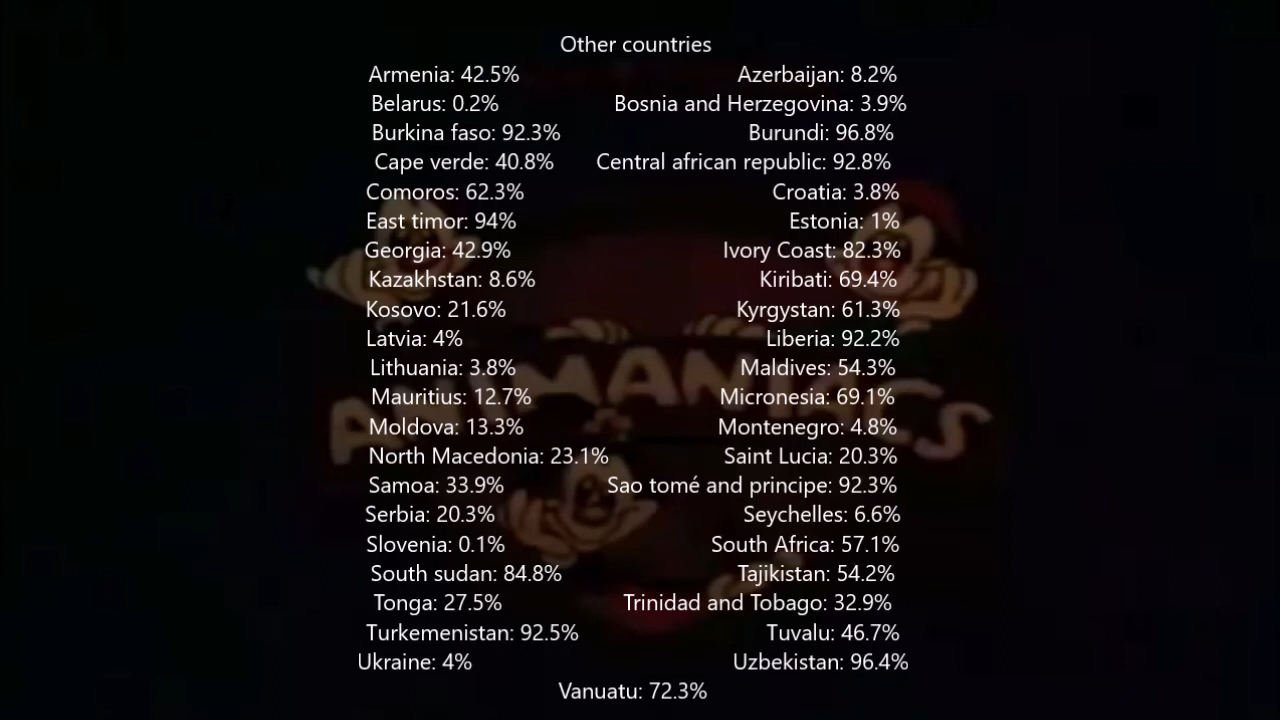 Other countries
Armenia: 42.5% Azerbaijan: 8.2%
Belarus: 0.2% Bosnia and Herzegovina: 3.9%
Burkina faso: 92.3% Burundi: 96.8%
Cape verde: 40.8% Central african republic: 92.8%
Comoros: 62.3% Croatia: 3.8%
East timor: 94% Estonia: 1%
Georgia: 42.9% Ivory Coast: 82.3%
Kazakhstan: 8.6% Kiribati: 69.4%
Kosovo: 21.6% Kyrgystan: 61.3%
Latvia: 4% Liberia: 92.2%
Lithuania: 3.8% Maldives: 54.3%
ANIMANIACS
Mauritius: 12.7% Micronesia: 69.1%
Moldova: 13.3% Montenegro: 4.8%
North Macedonia: 23.1% Saint Lucia: 20.3%
Samoa: 33.9% Sao tomé and principe: 92.3%
Serbia: 20.3% Seychelles: 6.6%
Slovenia: 0.1% South Africa: 57.1%
South sudan: 84.8% Tajikistan: 54.2%
Tonga: 27.5% Trinidad and Tobago: 32.9%
Turkemenistan: 92.5% Tuvalu: 46.7%
Ukraine: 4% Uzbekistan: 96.4%
Vanuatu: 72.3%